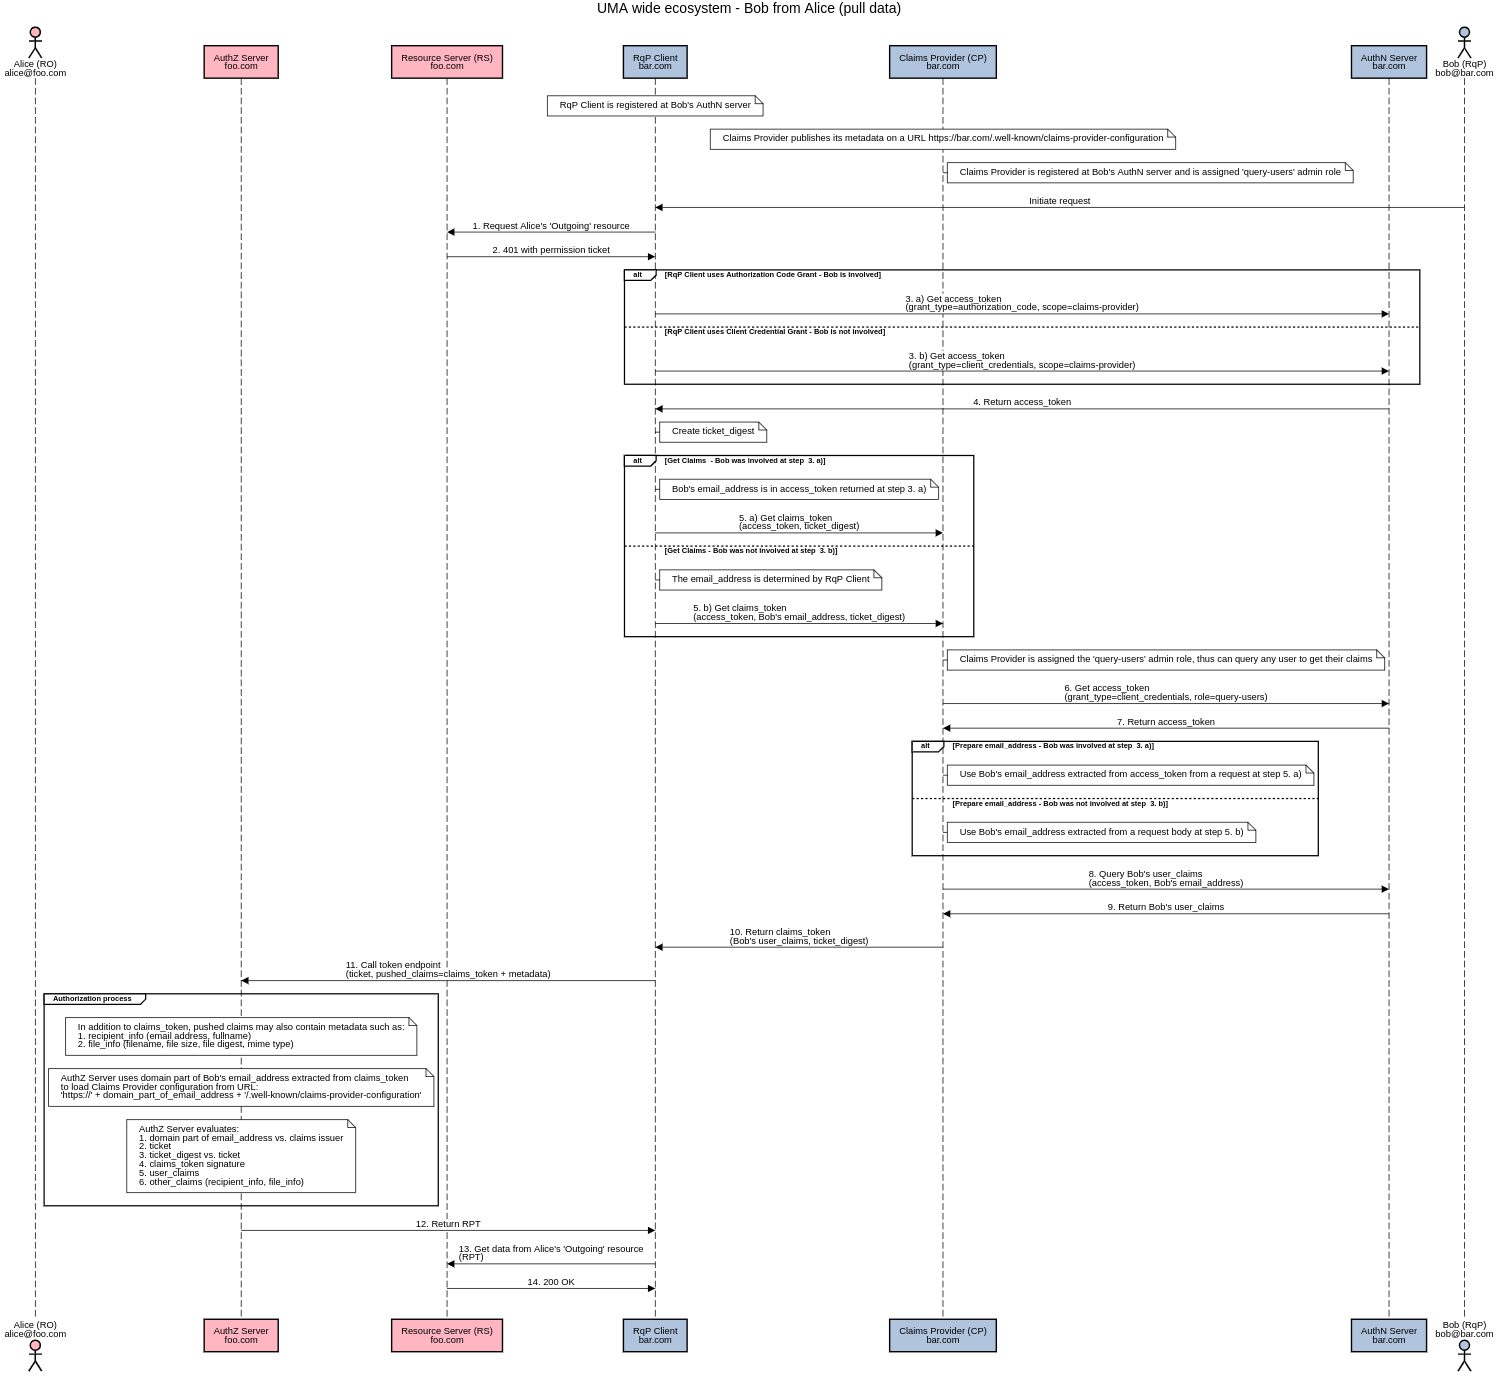 UMA wide ecosystem - Bob from Alice (pull data)
Alice (RO)
alice@foo.com
AuthZ Server
foo.com
Resource Server (RS)
foo.com
RqP Client
bar.com
Claims Provider (CP)
bar.com
AuthN Server
bar.com
Bob (RqP)
bob@bar.com
RqP Client is registered at Bob's AuthN server
Claims Provider publishes its metadata on a URL https://bar.com/.well-known/claims-provider-configuration
Claims Provider is registered at Bob's AuthN server and is assigned 'query-users' admin role
Initiate request
1. Request Alice's 'Outgoing' resource
2. 401 with permission ticket
alt
[RqP Client uses Authorization Code Grant - Bob is involved]
3. a) Get access_token
(grant_type=authorization_code, scope=claims-provider)
[RqP Client uses Client Credential Grant - Bob is not involved]
3. b) Get access_token
(grant_type=client_credentials, scope=claims-provider)
4. Return access_token
Create ticket_digest
alt
[Get Claims  - Bob was involved at step  3. a)]
Bob's email_address is in access_token returned at step 3. a)
5. a) Get claims_token
(access_token, ticket_digest)
[Get Claims - Bob was not involved at step  3. b)]
The email_address is determined by RqP Client
5. b) Get claims_token
(access_token, Bob's email_address, ticket_digest)
Claims Provider is assigned the 'query-users' admin role, thus can query any user to get their claims
6. Get access_token
(grant_type=client_credentials, role=query-users)
7. Return access_token
alt
[Prepare email_address - Bob was involved at step  3. a)]
Use Bob's email_address extracted from access_token from a request at step 5. a)
[Prepare email_address - Bob was not involved at step  3. b)]
Use Bob's email_address extracted from a request body at step 5. b)
8. Query Bob's user_claims
(access_token, Bob's email_address)
9. Return Bob's user_claims
10. Return claims_token
(Bob's user_claims, ticket_digest)
11. Call token endpoint
(ticket, pushed_claims=claims_token + metadata)
Authorization process
In addition to claims_token, pushed claims may also contain metadata such as:
1. recipient_info (email address, fullname)
2. file_info (filename, file size, file digest, mime type)
AuthZ Server uses domain part of Bob's email_address extracted from claims_token
to load Claims Provider configuration from URL:
'https://' + domain_part_of_email_address + '/.well-known/claims-provider-configuration'
AuthZ Server evaluates:
1. domain part of email_address vs. claims issuer
2. ticket
3. ticket_digest vs. ticket
4. claims_token signature
5. user_claims
6. other_claims (recipient_info, file_info)
12. Return RPT
13. Get data from Alice's 'Outgoing' resource
(RPT)
14. 200 OK
Alice (RO)
alice@foo.com
AuthZ Server
foo.com
Resource Server (RS)
foo.com
RqP Client
bar.com
Claims Provider (CP)
bar.com
AuthN Server
bar.com
Bob (RqP)
bob@bar.com